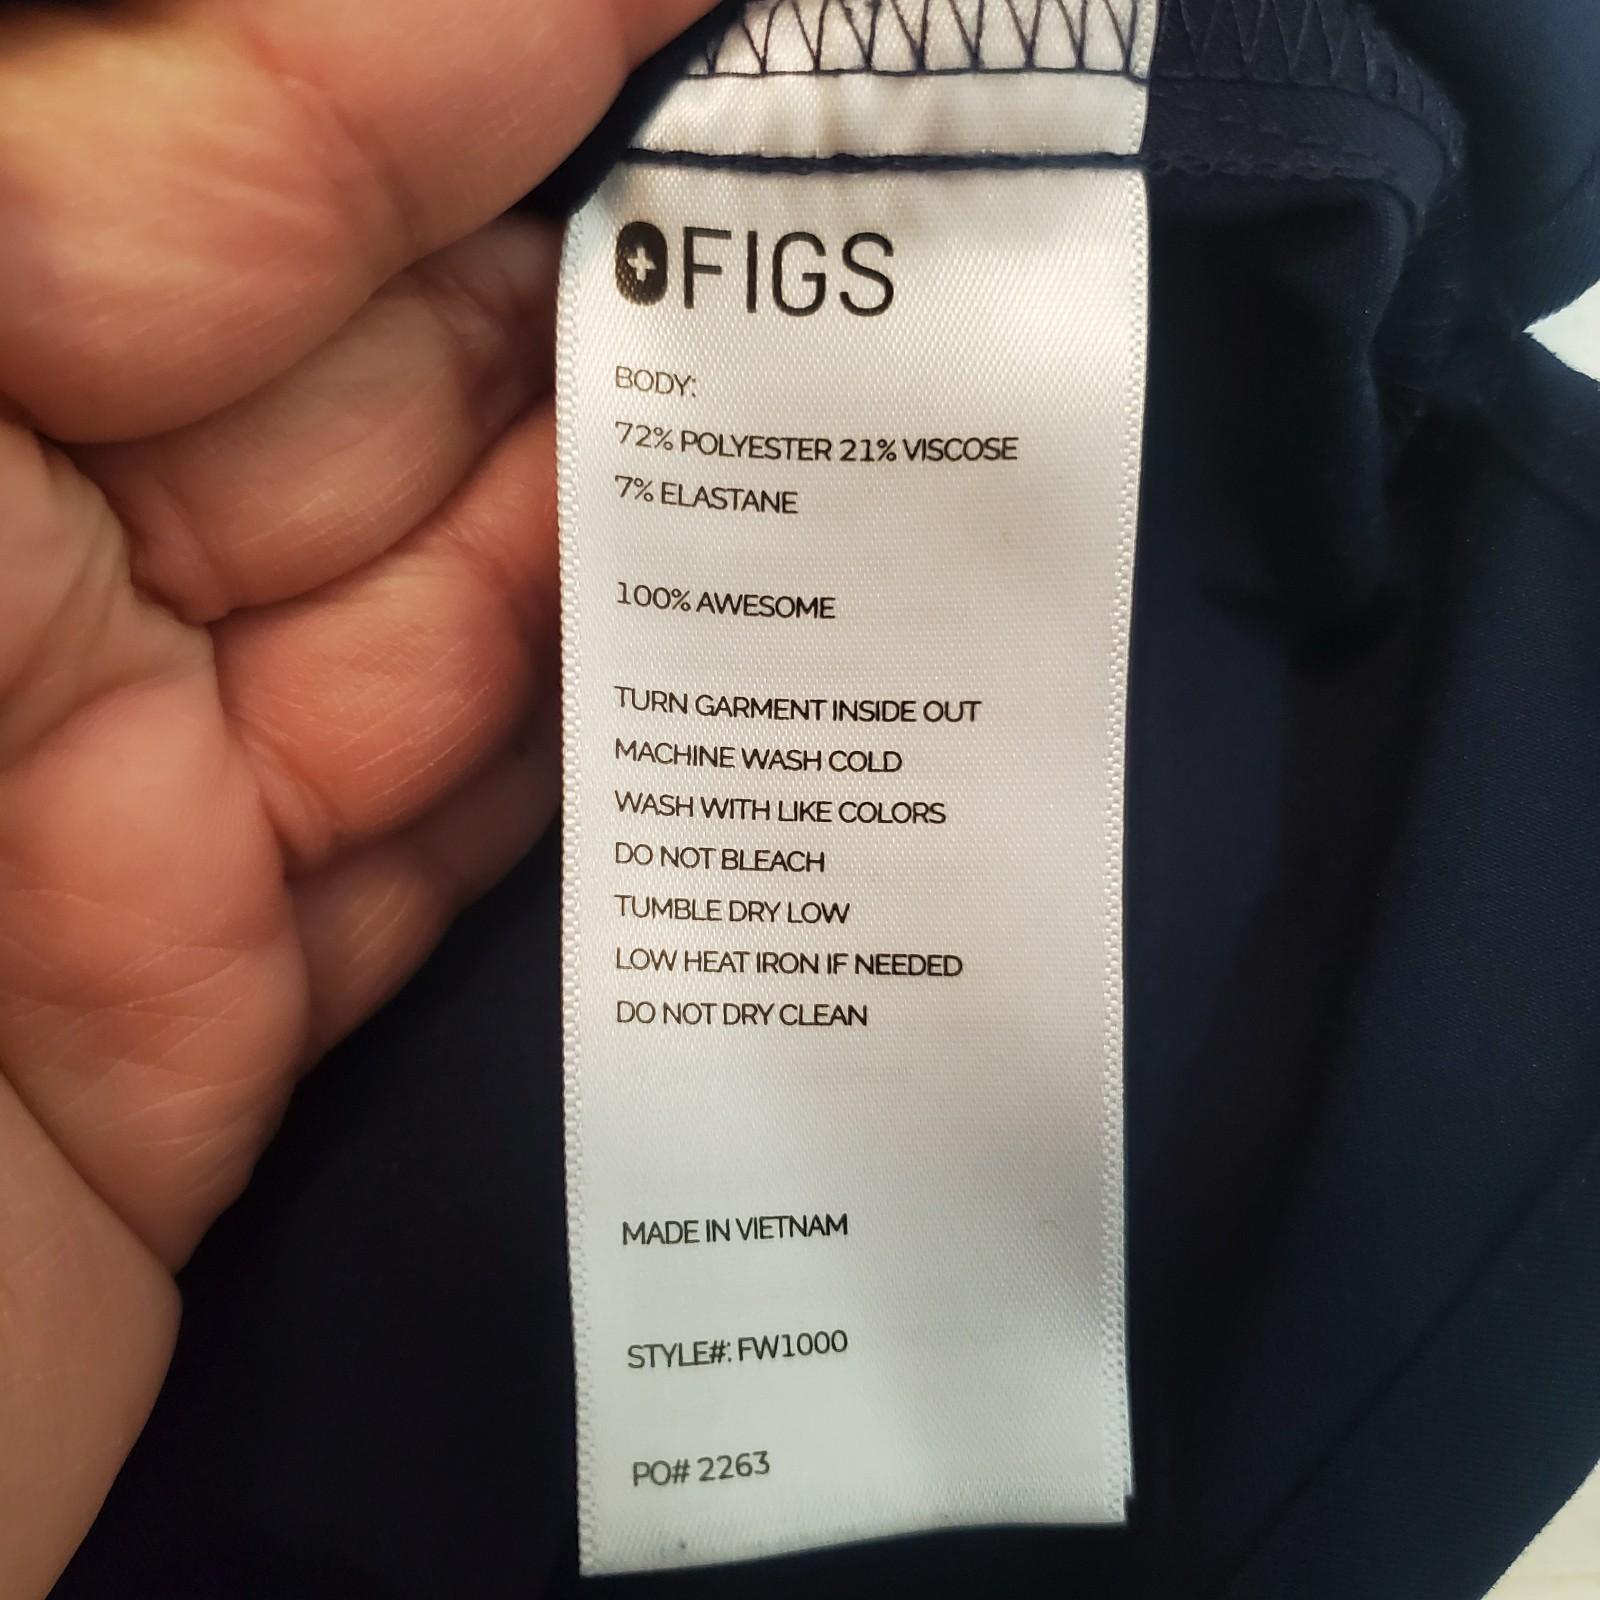 FIGS
BODY:
72% POLYESTER 21% VISCOSE
7% ELASTANE
100% AWESOME
TURN GARMENT INSIDE OUT
MACHINE WASH COLD
WASH WITH LIKE COLORS
DO NOT BLEACH
TUMBLE DRY LOW
LOW HEAT IRON IF NEEDED
DO NOT DRY CLEAN
MADE IN VIETNAM
STYLE#: FW1000
PO# 2263